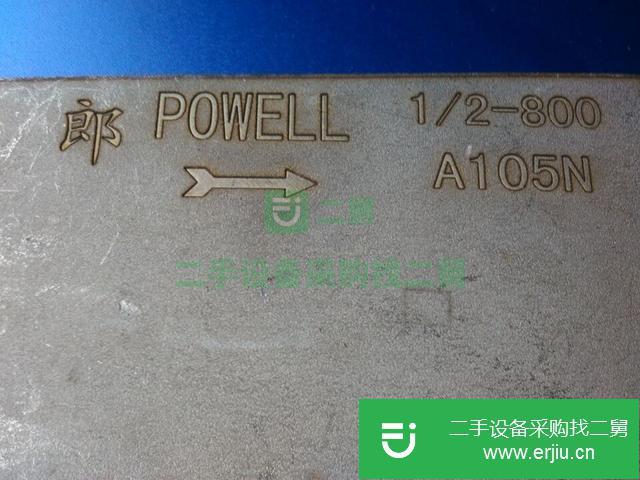 郎 POWELL 1/2-800
A105N
二舅
二手设备采购找二舅
二手设备采购找二舅
www.erjiu.cn